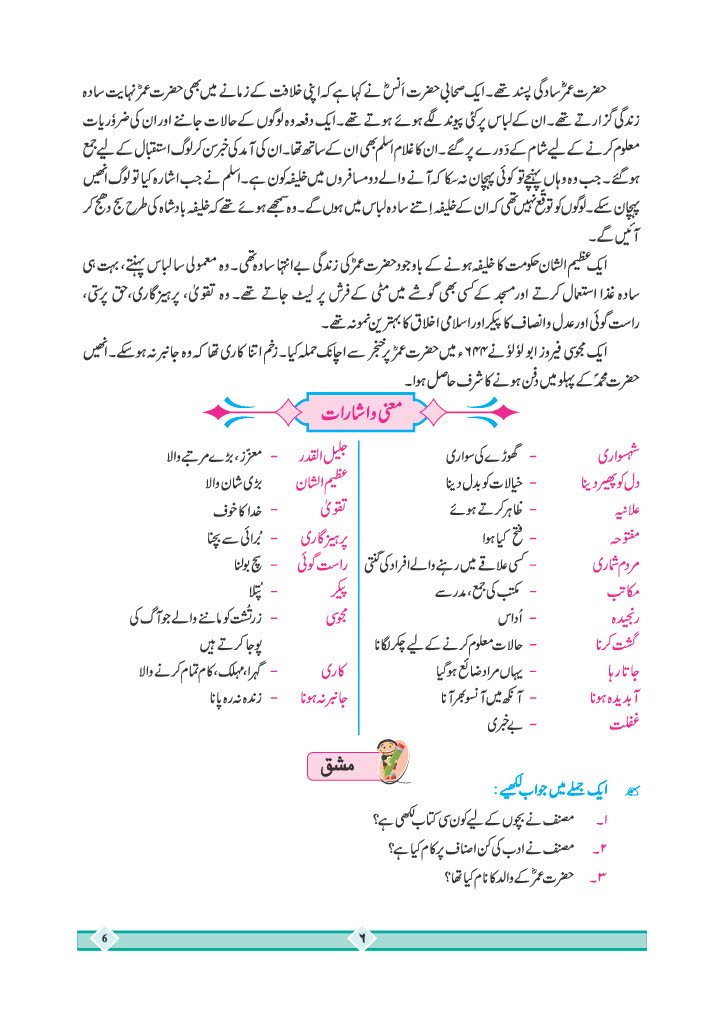 حضرت عمرؓ سادگی پسند تھے۔ ایک صحابی حضرت اَنسؓ نے کہا ہے کہ اپنی خلافت کے زمانے میں بھی حضرت عمرؓ نہایت سادہ
زندگی گزارتے تھے۔ ان کے لباس پر کئی پیوند لگے ہوئے ہوتے تھے۔ ایک دفعہ وہ لوگوں کے حالات جاننے اور ان کی ضرورَیات
معلوم کرنے کے لیے شام کے دَورے پر گئے۔ ان کا غلام اسلم بھی ان کے ساتھ تھا۔ ان کی آمد کی خبر سن کر لوگ استقبال کے لیے جمع
ہوگئے۔ جب وہ وہاں پہنچے تو کوئی پہچان نہ سکا کہ آنے والے دو مسافروں میں خلیفہ کون ہے۔ اسلم نے جب اشارہ کیا تو لوگ انھیں
پہچان سکے۔ لوگوں کو توقّع نہیں تھی کہ ان کے خلیفہ اِتنے سادہ لباس میں ہوں گے۔ وہ سمجھے ہوئے تھے کہ خلیفہ بادشاہ کی طرح سج دھج کر
آئیں گے۔
ایک عظیم الشان حکومت کا خلیفہ ہونے کے باوجود حضرت عمرؓ کی زندگی بے انتہا سادہ تھی۔ وہ معمولی سا لباس پہنتے، بہت ہی
سادہ غذا استعمال کرتے اور مسجد کے کسی بھی گوشے میں مٹی کے فرش پر لیٹ جاتے تھے۔ وہ تقویٰ، پرہیزگاری، حق پرستی،
راست گوئی اور عدل و انصاف کا پیکر اور اسلامی اخلاق کا بہترین نمونہ تھے۔
ایک مجوسی فیروز ابو لوٗلوٗ نے ۶۴۴ء میں حضرت عمرؓ پر خنجر سے اچانک حملہ کیا۔ زخم اتنا کاری تھا کہ وہ جانبر نہ ہوسکے۔ انھیں
حضرت محمدؐ کے پہلو میں دفن ہونے کا شرف حاصل ہوا۔
معنی و اشارات
شہسواری - گھوڑے کی سواری
دل کو پھیر دینا - خیالات کو بدل دینا
علانیہ - ظاہر کرتے ہوئے
مفتوحہ - فتح کیا ہوا
مردم شماری - کسی علاقے میں رہنے والے افراد کی گنتی
مکاتب - مکتب کی جمع، مدرسے
رنجیدہ - اُداس
گشت کرنا - حالات معلوم کرنے کے لیے چکر لگانا
جاتا رہا - یہاں مراد ضائع ہوگیا
آبدیدہ ہونا - آنکھ میں آنسو بھر آنا
غفلت - بے خبری
جلیل القدر - معزّز، بڑے مرتبے والا
عظیم الشان بڑی شان والا
تقویٰ - خدا کا خوف
پرہیزگاری - بُرائی سے بچنا
راست گوئی - سچ بولنا
پیکر - پُتلا
مجوسی - زرتُشت کو ماننے والے جو آگ کی
پوجا کرتے ہیں
کاری - گہرا، مہلک، کام تمام کرنے والا
جانبر نہ ہونا - زندہ نہ رہ پانا
مشق
ایک جملے میں جواب لکھیے :
۱۔ مصنف نے بچوں کے لیے کون سی کتاب لکھی ہے؟
۲۔ مصنف نے ادب کی کن اصناف پر کام کیا ہے؟
۳۔ حضرت عمرؓ کے والد کا نام کیا تھا؟
۶
6